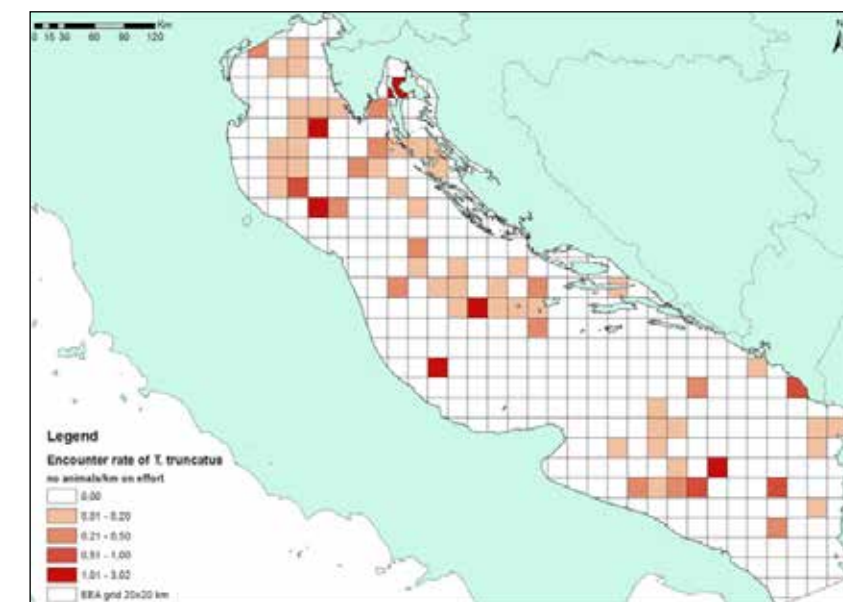 Km
0 15 30 60 90 120
N
Legend
Encounter rate of T. truncatus
no animals/km on effort
0,00
0,01 - 0,20
0,21 - 0,50
0,51 - 1,00
1,01 - 3,02
EEA grid 20x20 km